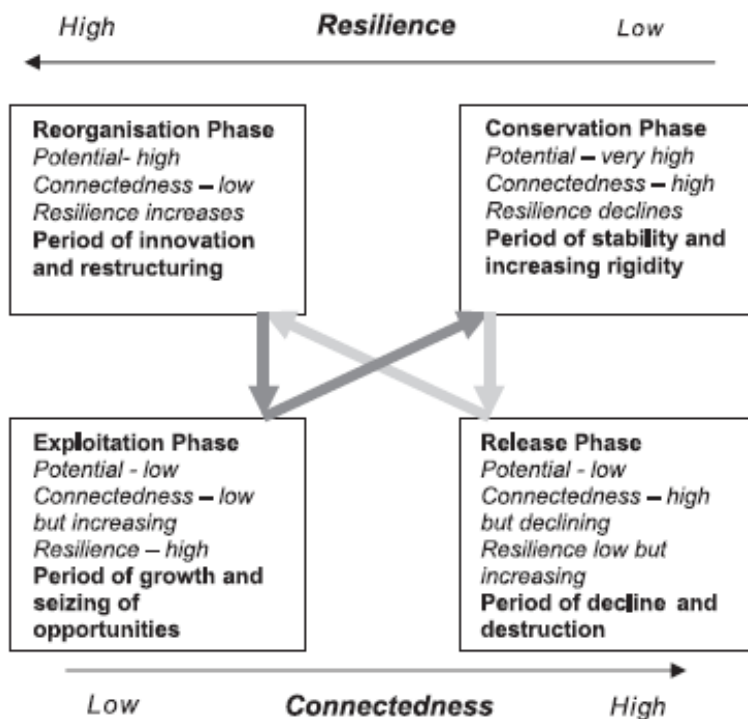 High Resilience Low
Reorganisation Phase
Potential- high
Connectedness – low
Resilience increases
Period of innovation
and restructuring
Conservation Phase
Potential – very high
Connectedness – high
Resilience declines
Period of stability and
increasing rigidity
Exploitation Phase
Potential - low
Connectedness – low
but increasing
Resilience – high
Period of growth and
seizing of
opportunities
Release Phase
Potential - low
Connectedness – high
but declining
Resilience low but
increasing
Period of decline and
destruction
Low Connectedness High